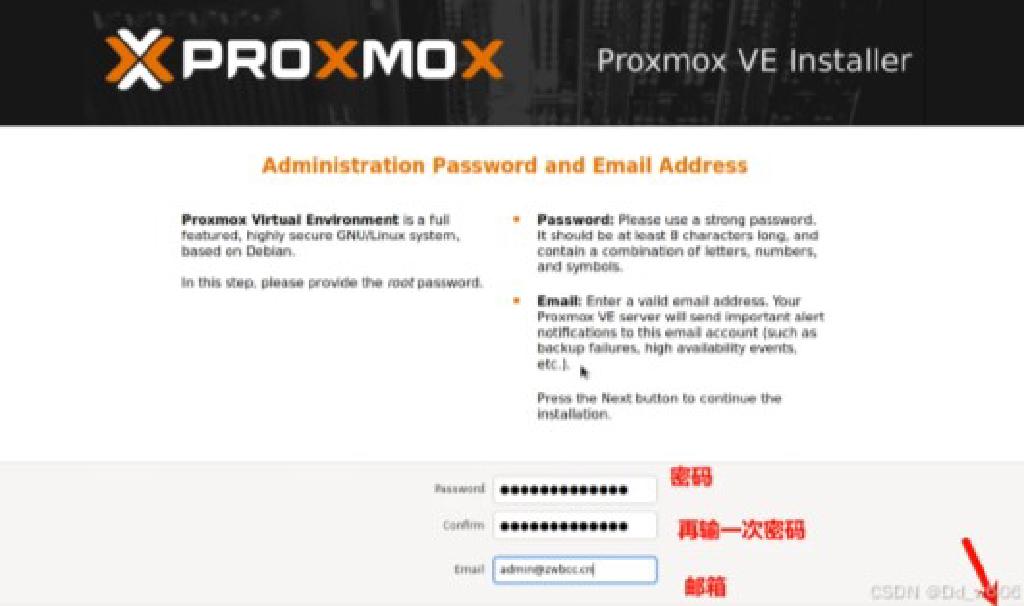 PROXMOX
Proxmox VE Installer
Administration Password and Email Address
Proxmox Virtual Environment is a full
featured, highly secure GNU/Linux system,
based on Debian.
In this step, please provide the root password.
Password: Please use a strong password.
It should be at least 8 characters long, and
contain a combination of letters, numbers,
and symbols.
Email: Enter a valid email address. Your
Proxmox VE server will send important alert
notifications to this email account (such as
backup failures, high availability events,
etc.).
Press the Next button to continue the
installation.
Password ●●●●●●●●●●●●●● 密码
Confirm ●●●●●●●●●●●●●● 再输一次密码
Email admin@zwbcc.cn 邮箱
CSDN